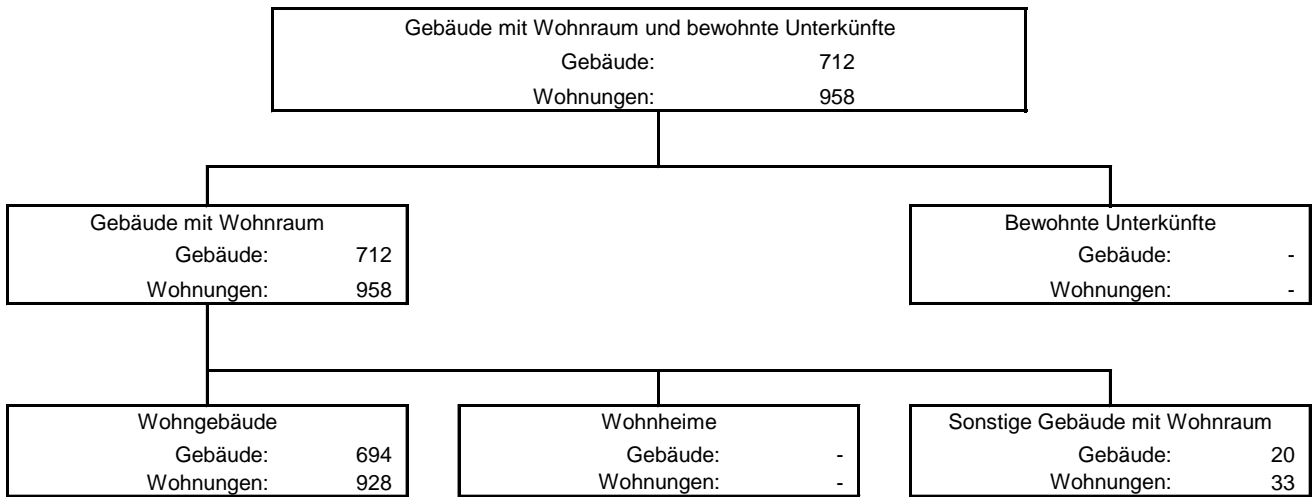 Gebäude mit Wohnraum und bewohnte Unterkünfte
Gebäude: 712
Wohnungen: 958
Gebäude mit Wohnraum
Gebäude: 712
Wohnungen: 958
Bewohnte Unterkünfte
Gebäude: -
Wohnungen: -
Wohngebäude
Gebäude: 694
Wohnungen: 928
Wohnheime
Gebäude: -
Wohnungen: -
Sonstige Gebäude mit Wohnraum
Gebäude: 20
Wohnungen: 33